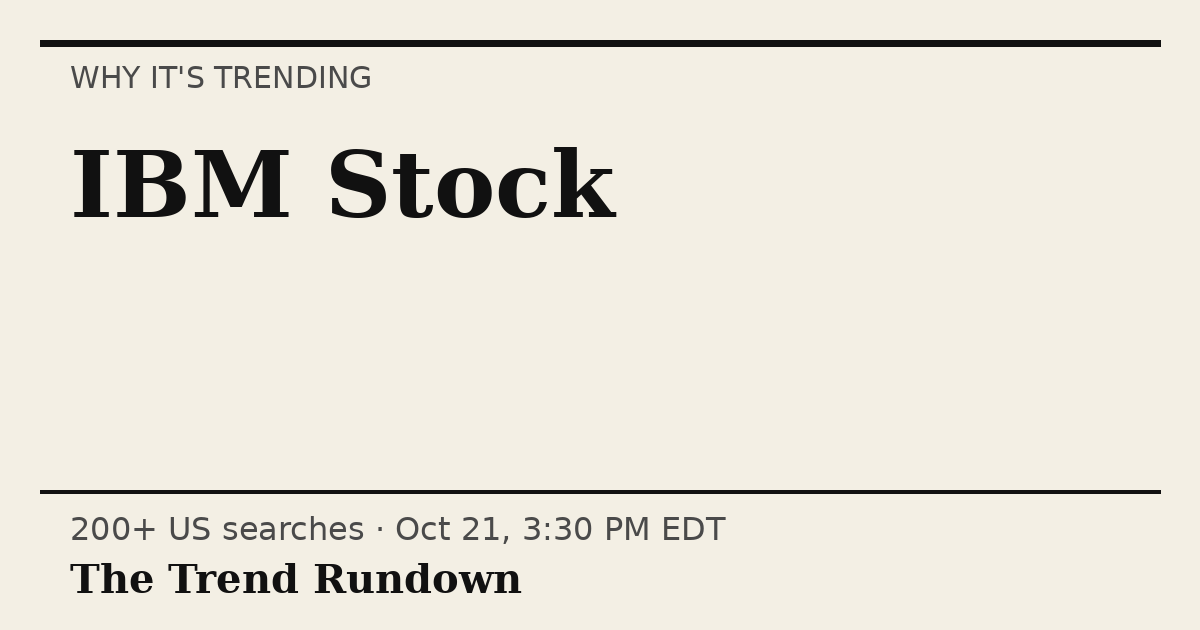 WHY IT'S TRENDING
IBM Stock
200+ US searches · Oct 21, 3:30 PM EDT
The Trend Rundown